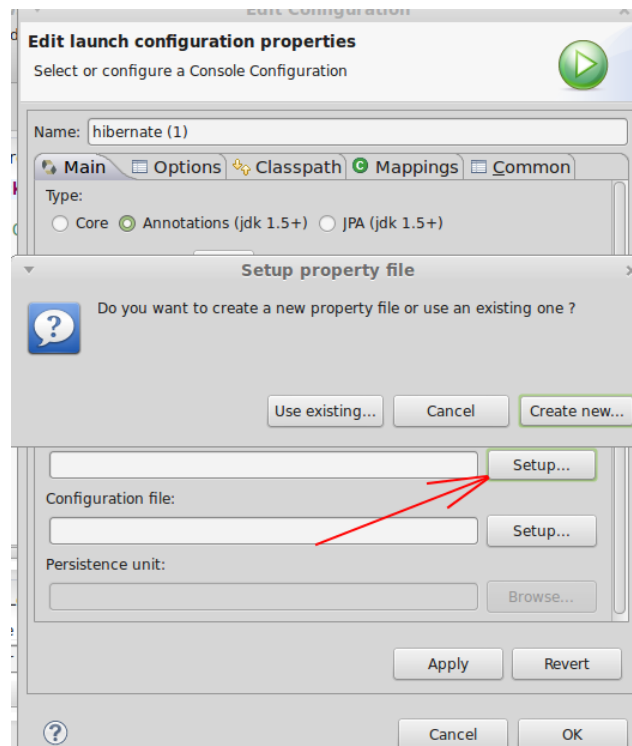 Edit Configuration
Edit launch configuration properties
Select or configure a Console Configuration
Name: hibernate (1)
Main Options Classpath Mappings Common
Type:
Core Annotations (jdk 1.5+) JPA (jdk 1.5+)
Setup property file
Do you want to create a new property file or use an existing one ?
Use existing... Cancel Create new...
Setup...
Configuration file:
Setup...
Persistence unit:
Browse...
Apply Revert
Cancel OK